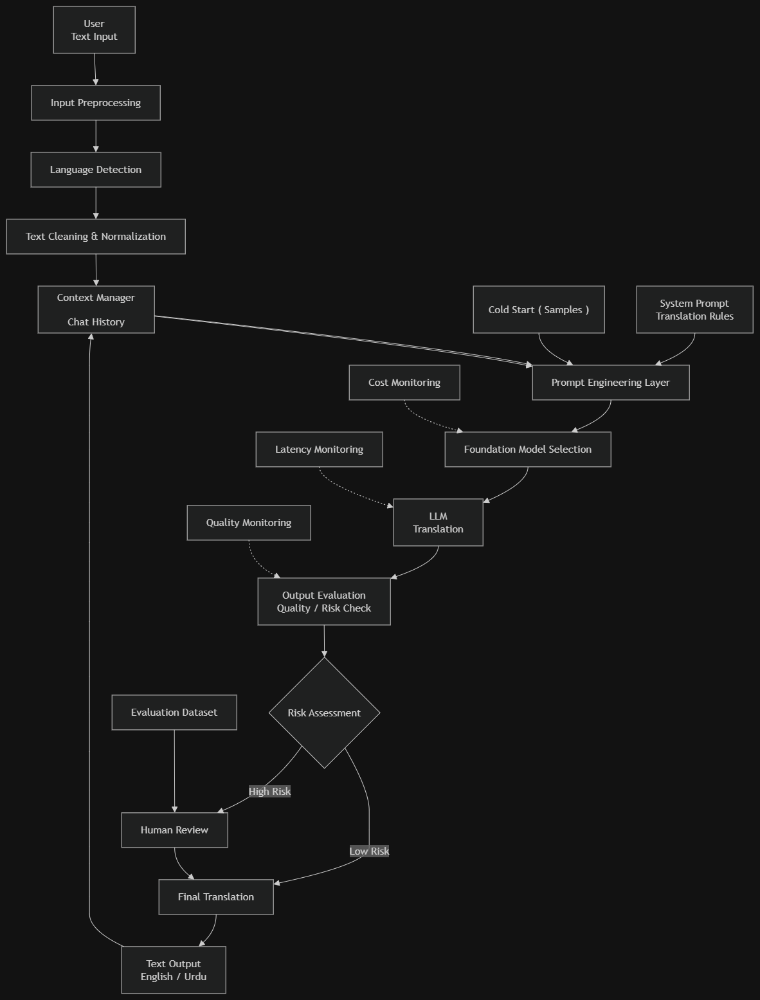 User
Text Input
Input Preprocessing
Language Detection
Text Cleaning & Normalization
Context Manager
Chat History
Cold Start ( Samples )
System Prompt
Translation Rules
Cost Monitoring
Prompt Engineering Layer
Latency Monitoring
Foundation Model Selection
Quality Monitoring
LLM
Translation
Output Evaluation
Quality / Risk Check
Evaluation Dataset
Risk Assessment
High Risk
Human Review
Low Risk
Final Translation
Text Output
English / Urdu